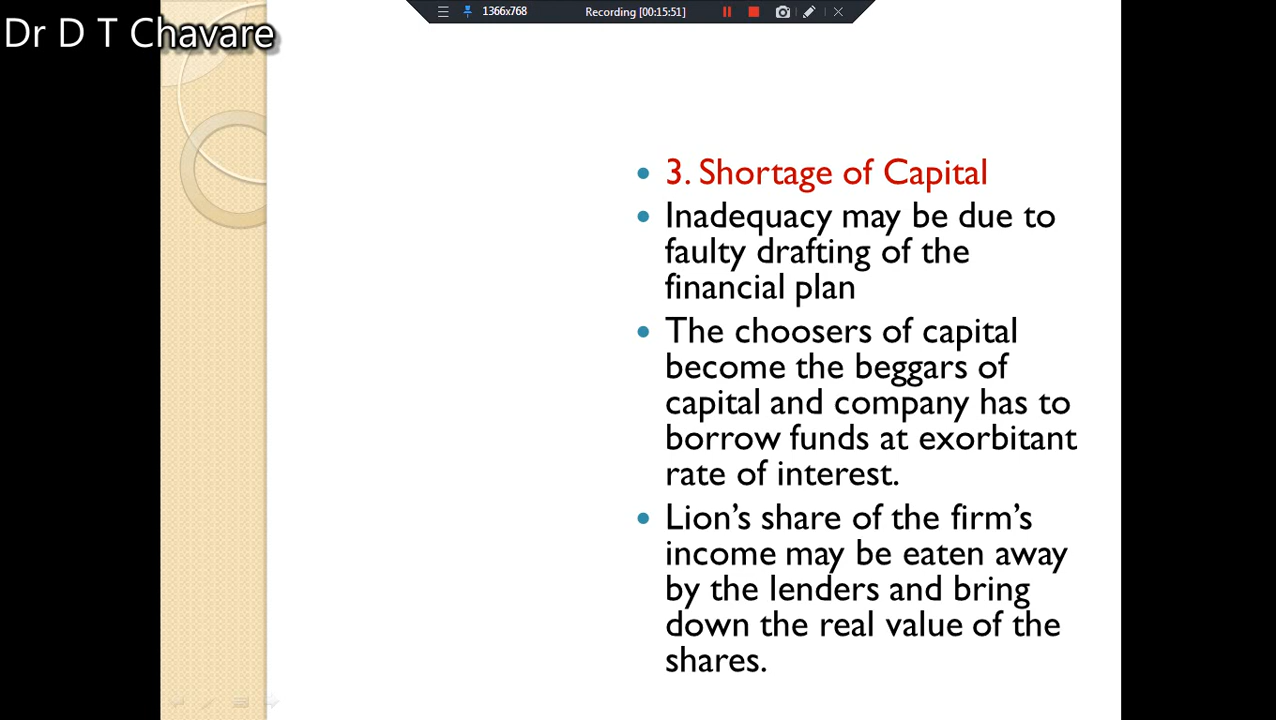 1366x768
Recording [00:15:51]
Dr D T Chavare
3. Shortage of Capital
Inadequacy may be due to
faulty drafting of the
financial plan
The choosers of capital
become the beggars of
capital and company has to
borrow funds at exorbitant
rate of interest.
Lion’s share of the firm’s
income may be eaten away
by the lenders and bring
down the real value of the
shares.